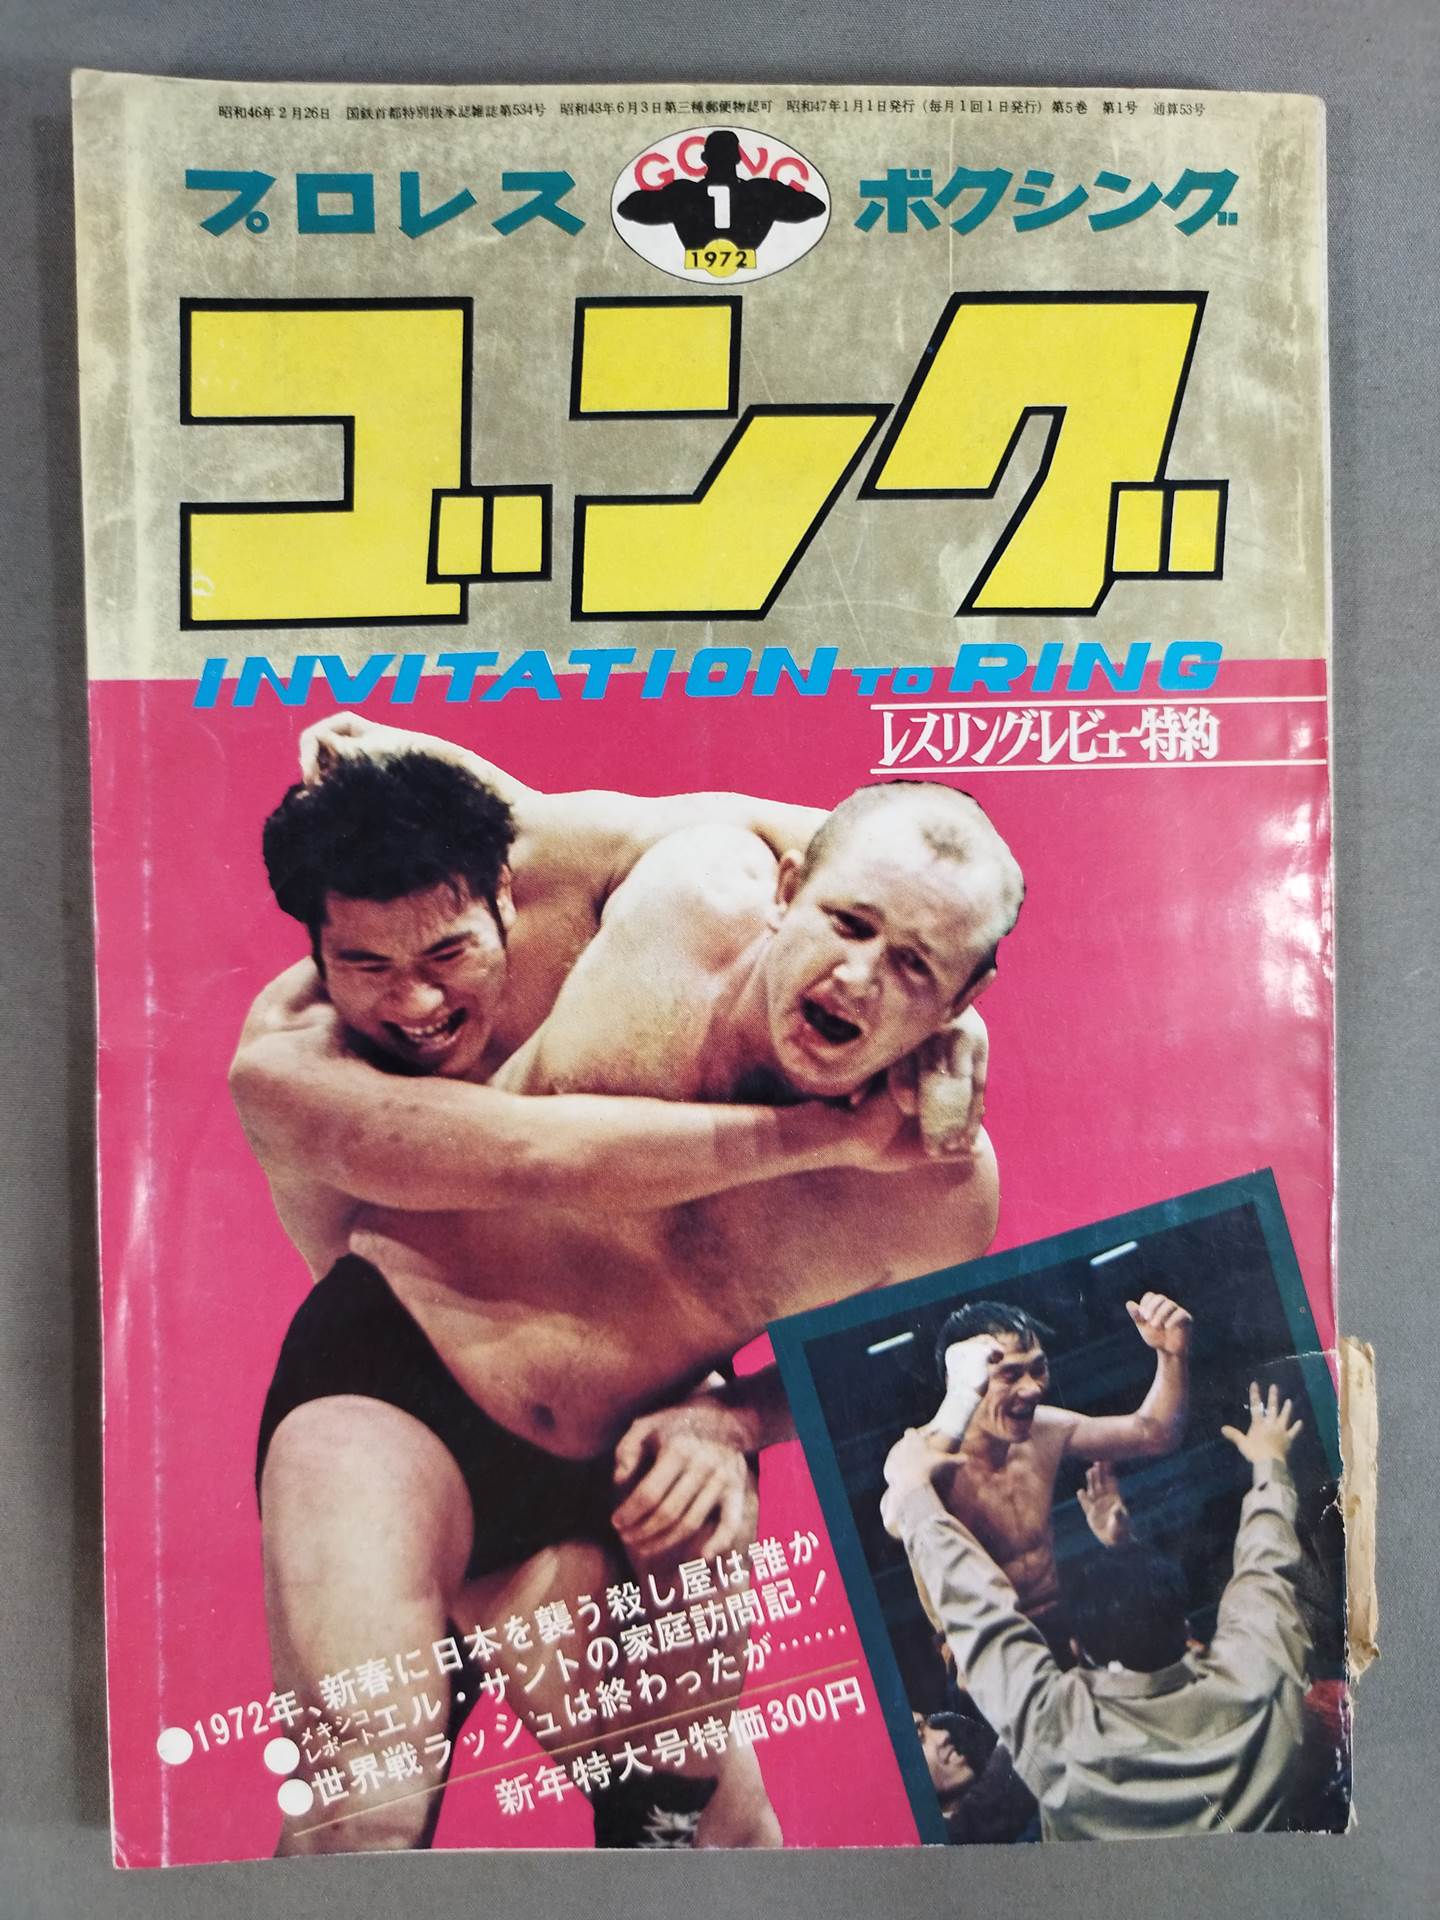 昭和46年2月26日 国鉄首都特別扱承認雑誌第534号 昭和43年6月3日第三種郵便物認可 昭和47年1月1日発行(毎月1回1日発行)第5巻 第1号 通算53号
プロレス GONG ボクシング
1
1972
ゴング
INVITATION TO RING
レスリング・レビュー特約
●1972年、新春に日本を襲う殺し屋は誰か
●メキシコレポートエル・サントの家庭訪問記!
●世界戦ラッシュは終わったが……
新年特大号特価300円